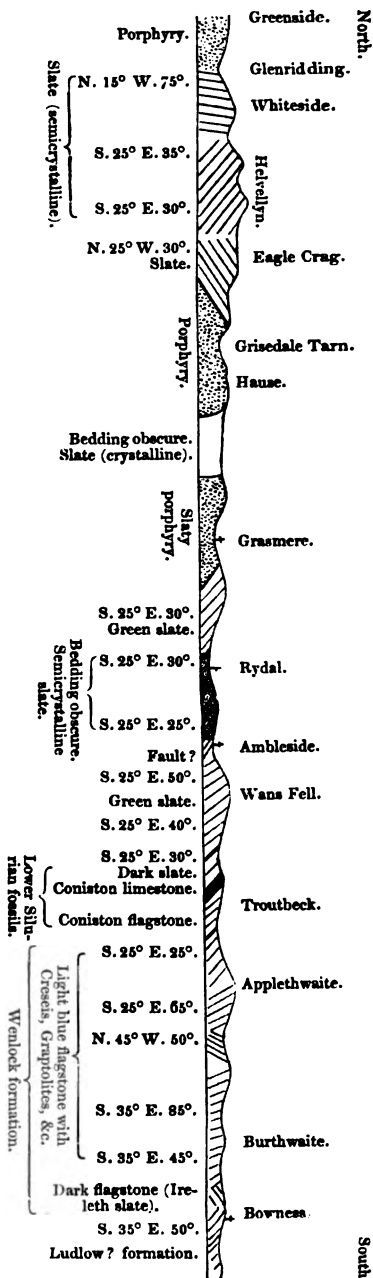 North.
Greenside.
Porphyry.
Glenridding.
N. 15° W. 75°.
Whiteside.
Slate (semicrystalline).
S. 25° E. 35°.
Helvellyn.
S. 25° E. 30°.
N. 25° W. 30°.
Slate.
Eagle Crag.
Porphyry.
Grisedale Tarn.
Hause.
Bedding obscure.
Slate (crystalline).
Slaty
porphyry.
Grasmere.
S. 25° E. 30°.
Green slate.
Bedding obscure.
Semicrystalline
slate.
S. 25° E. 30°.
Rydal.
S. 25° E. 25°.
Ambleside.
Fault?
S. 25° E. 50°.
Wans Fell.
Green slate.
S. 25° E. 40°.
S. 25° E. 30°.
Dark slate.
Lower Silu-
rian fossils.
Coniston limestone.
Troutbeck.
Coniston flagstone.
S. 25° E. 25°.
Applethwaite.
S. 25° E. 65°.
N. 45° W. 50°.
Light blue flagstone with
Creseis, Graptolites, &c.
Wenlock formation.
S. 35° E. 85°.
Burthwaite.
S. 35° E. 45°.
Dark flagstone (Ire-
leth slate).
Bowness
S. 35° E. 50°.
Ludlow? formation.
South